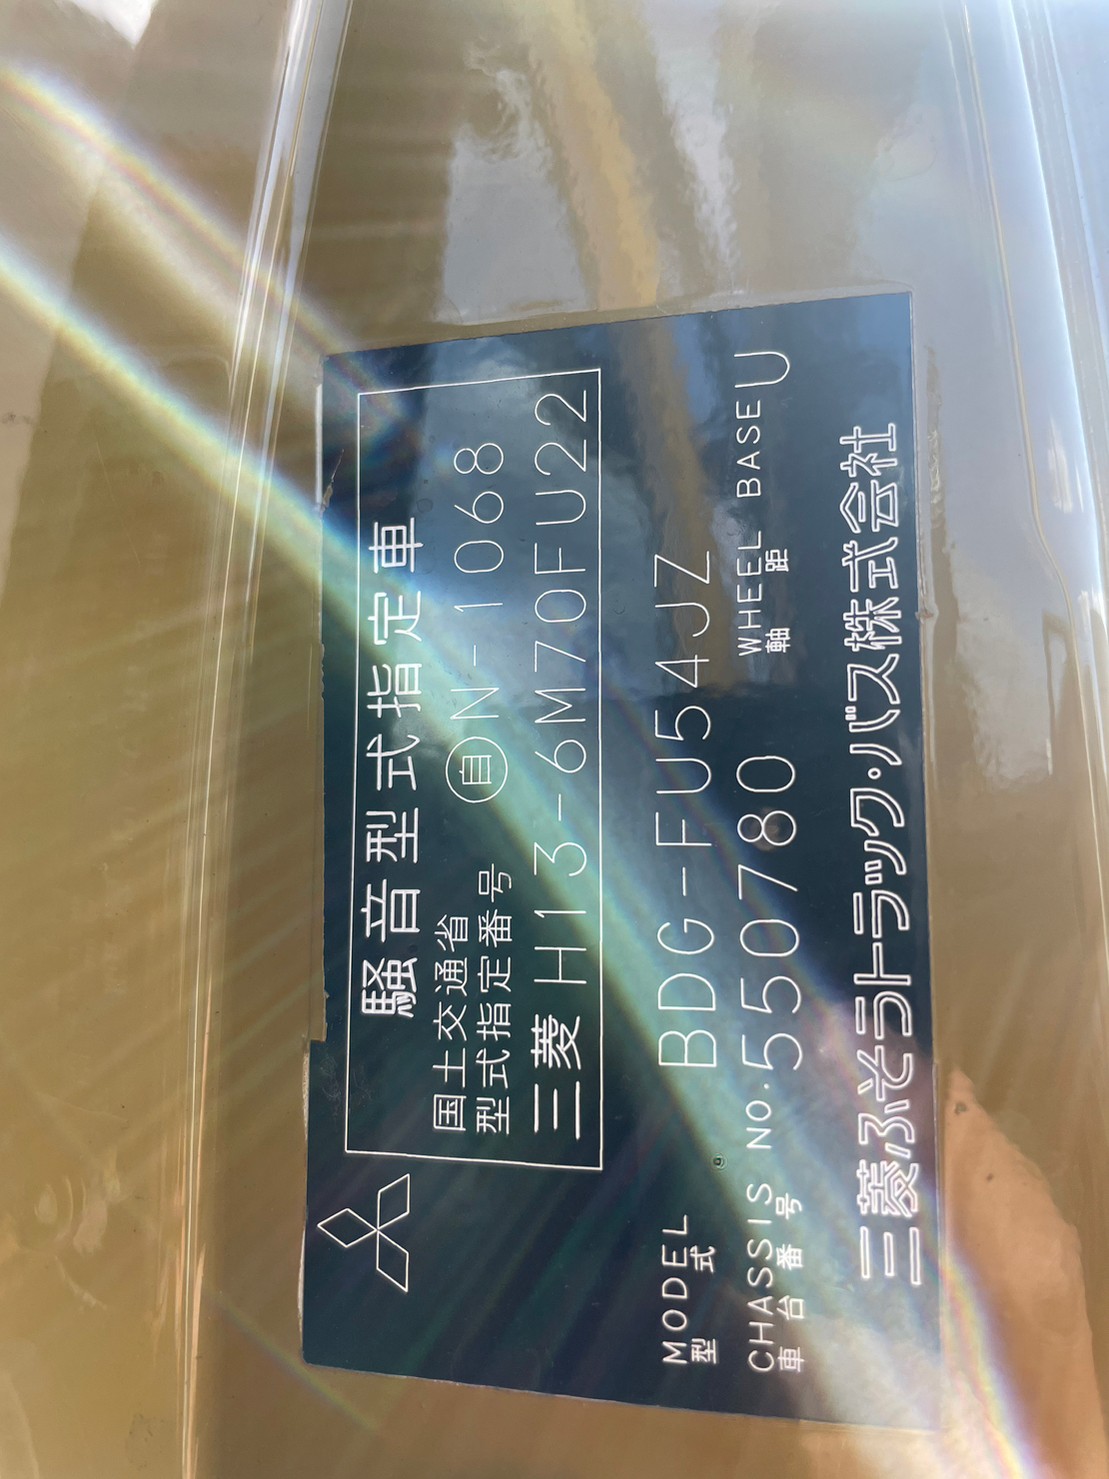 騒音型式指定車
国土交通省
型式指定番号 自 N-1068
三菱 H13-6M70FU22
MODEL
型式 BDG-FU54JZ
CHASSIS NO. 550780 WHEEL BASE U
車台番号 軸距
三菱ふそうトラック・バス株式会社